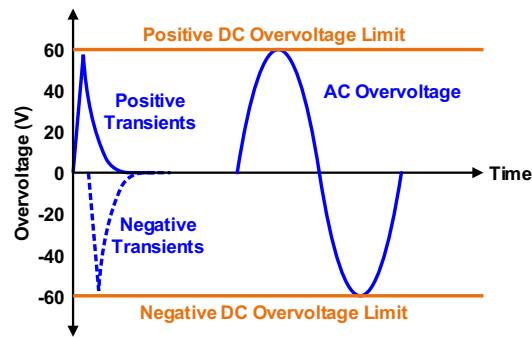 Positive DC Overvoltage Limit
60
40
20
0
-20
-40
-60
Overvoltage (V)
Positive
Transients
AC Overvoltage
Time
Negative
Transients
Negative DC Overvoltage Limit